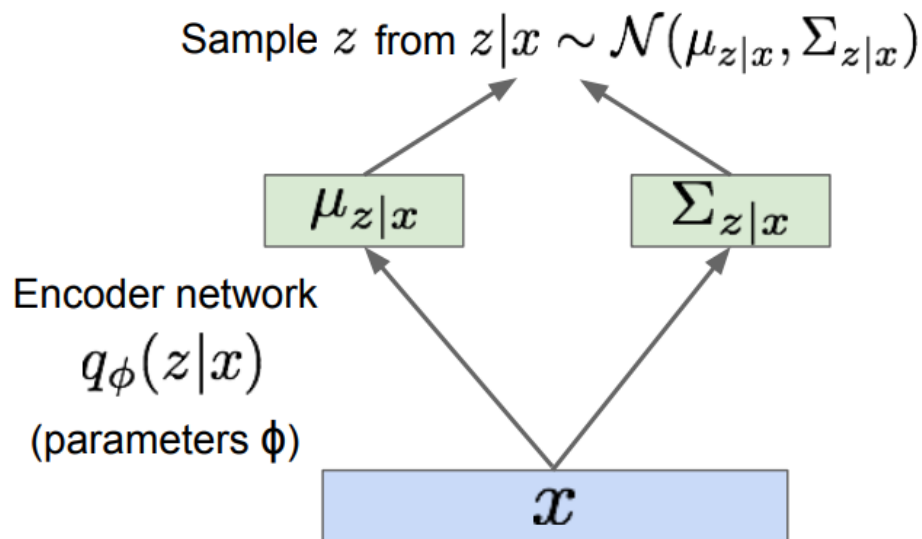 Sample z from z|x ∼ 𝒩(μ_{z|x}, Σ_{z|x})
μ_{z|x}
Σ_{z|x}
Encoder network
q_ϕ(z|x)
(parameters ϕ)
x